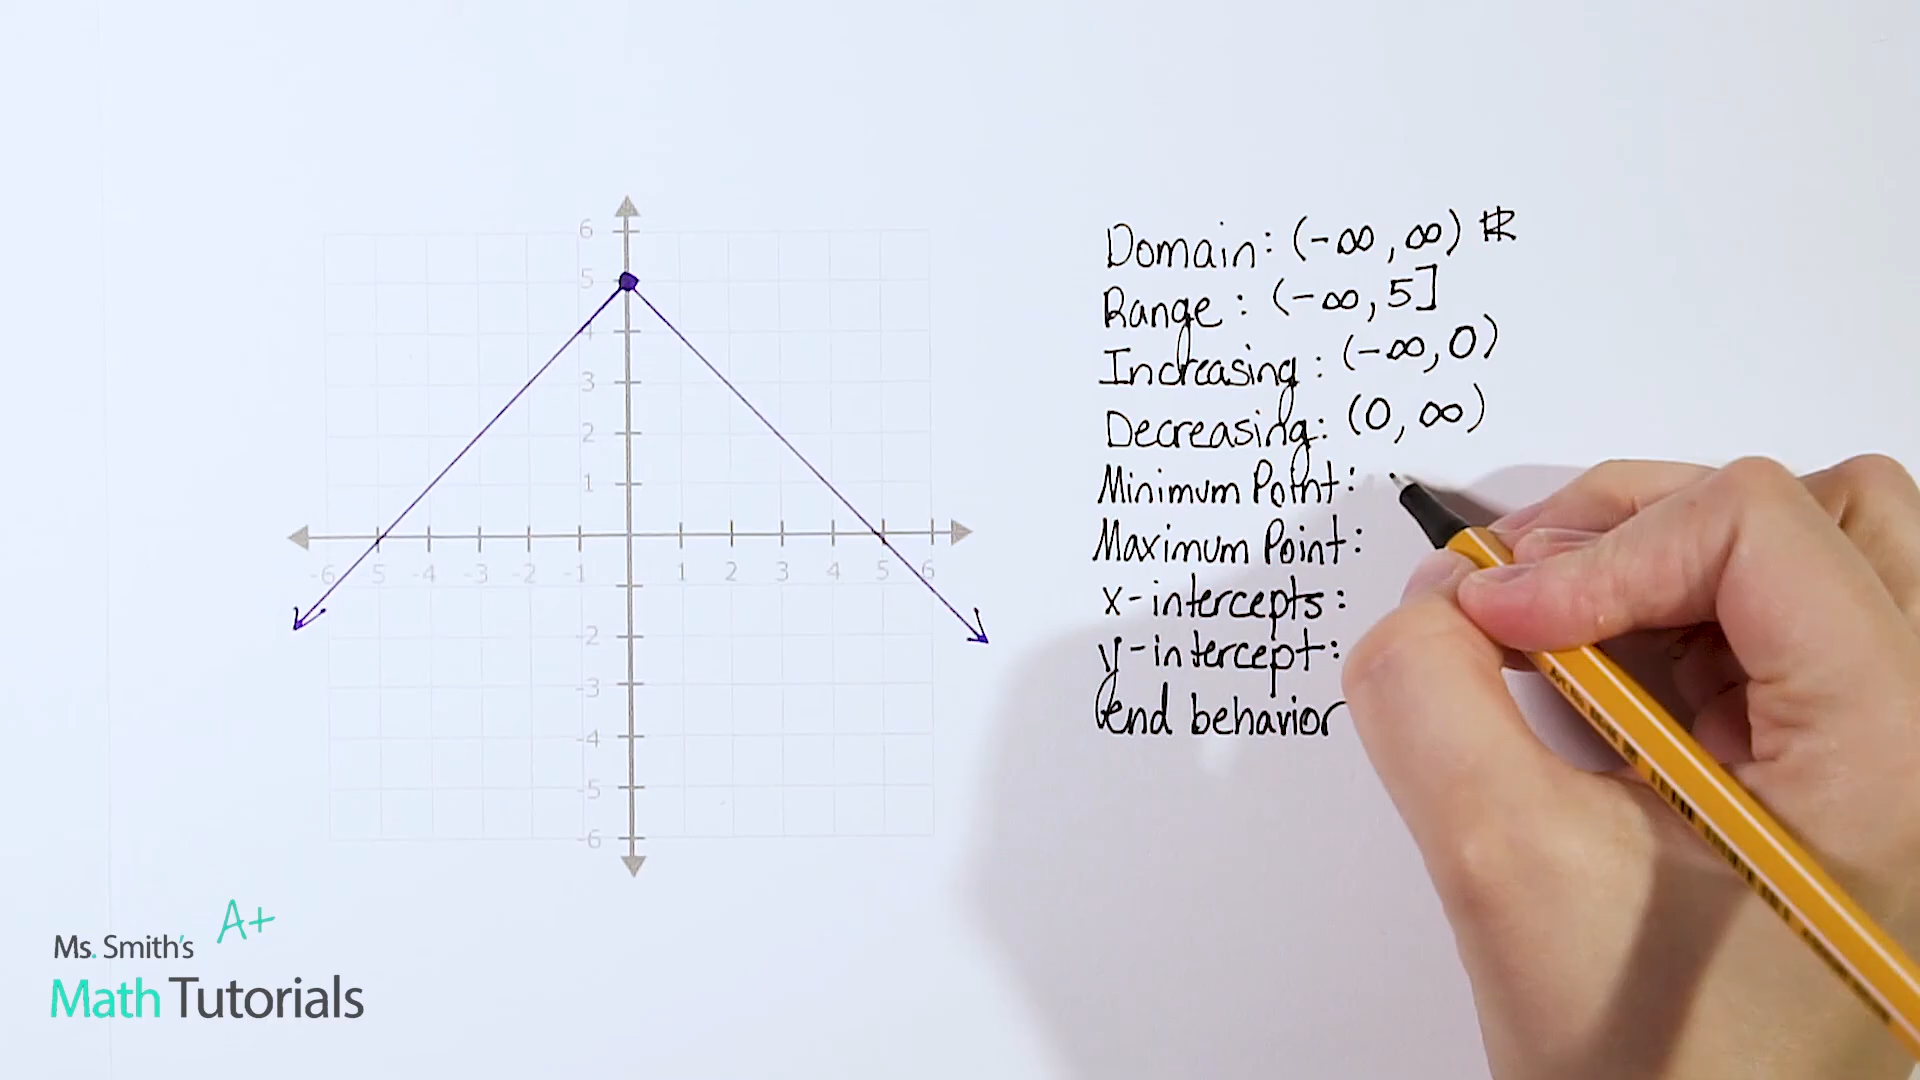 6
5
4
3
2
1
-6 -5 -4 -3 -2 -1 1 2 3 4 5 6
-2
-3
-4
-5
-6
Domain: (-∞, ∞) ℝ
Range: (-∞, 5]
Increasing: (-∞, 0)
Decreasing: (0, ∞)
Minimum Point:
Maximum Point:
x-intercepts:
y-intercept:
end behavior
A+
Ms. Smith's
Math Tutorials